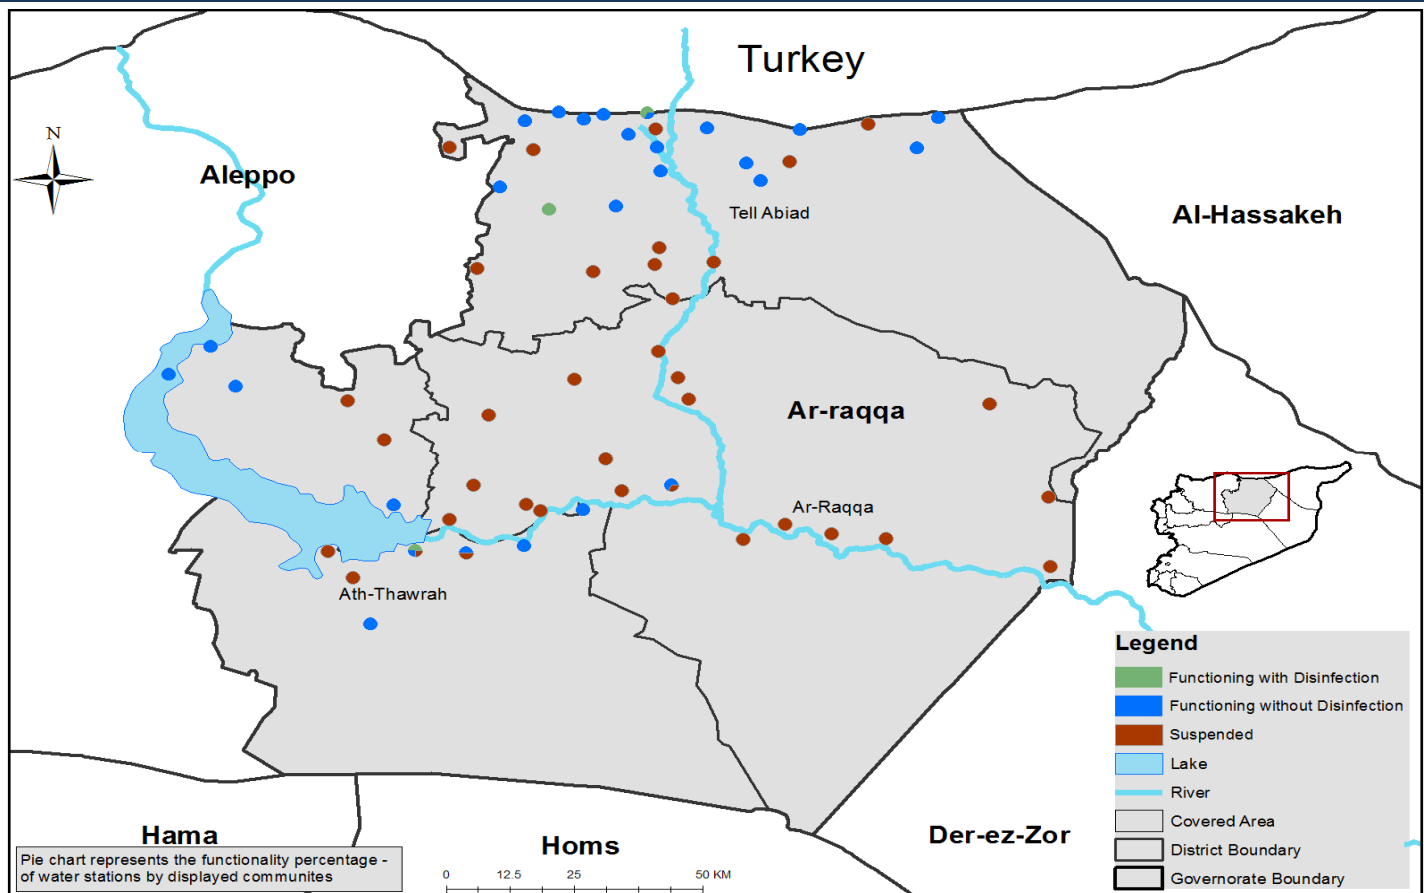 Turkey
N
Aleppo
Tell Abiad
Al-Hassakeh
Ar-raqqa
Ar-Raqqa
Ath-Thawrah
Legend
Functioning with Disinfection
Functioning without Disinfection
Suspended
Lake
River
Covered Area
District Boundary
Governorate Boundary
Hama
Homs
Der-ez-Zor
Pie chart represents the functionality percentage -
of water stations by displayed communites
0 12.5 25 50 KM